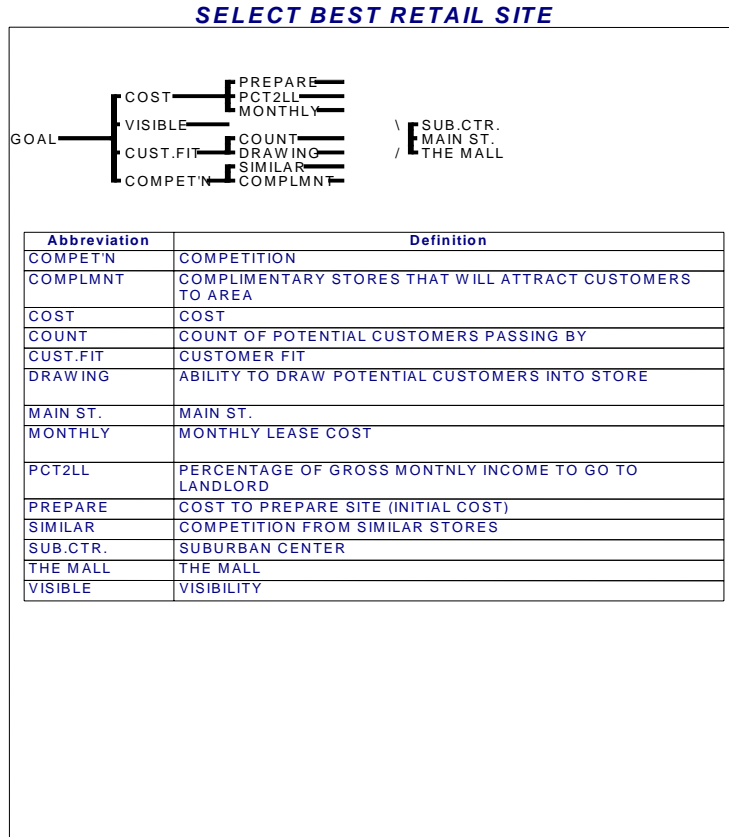 SELECT BEST RETAIL SITE
PREPARE
COST PCT2LL
MONTHLY
VISIBLE \ SUB.CTR.
GOAL COUNT MAIN ST.
CUST.FIT DRAWING / THE MALL
SIMILAR
COMPET'N COMPLMNT
Abbreviation Definition
COMPET'N COMPETITION
COMPLMNT COMPLIMENTARY STORES THAT WILL ATTRACT CUSTOMERS
TO AREA
COST COST
COUNT COUNT OF POTENTIAL CUSTOMERS PASSING BY
CUST.FIT CUSTOMER FIT
DRAWING ABILITY TO DRAW POTENTIAL CUSTOMERS INTO STORE
MAIN ST. MAIN ST.
MONTHLY MONTHLY LEASE COST
PCT2LL PERCENTAGE OF GROSS MONTNLY INCOME TO GO TO
LANDLORD
PREPARE COST TO PREPARE SITE (INITIAL COST)
SIMILAR COMPETITION FROM SIMILAR STORES
SUB.CTR. SUBURBAN CENTER
THE MALL THE MALL
VISIBLE VISIBILITY